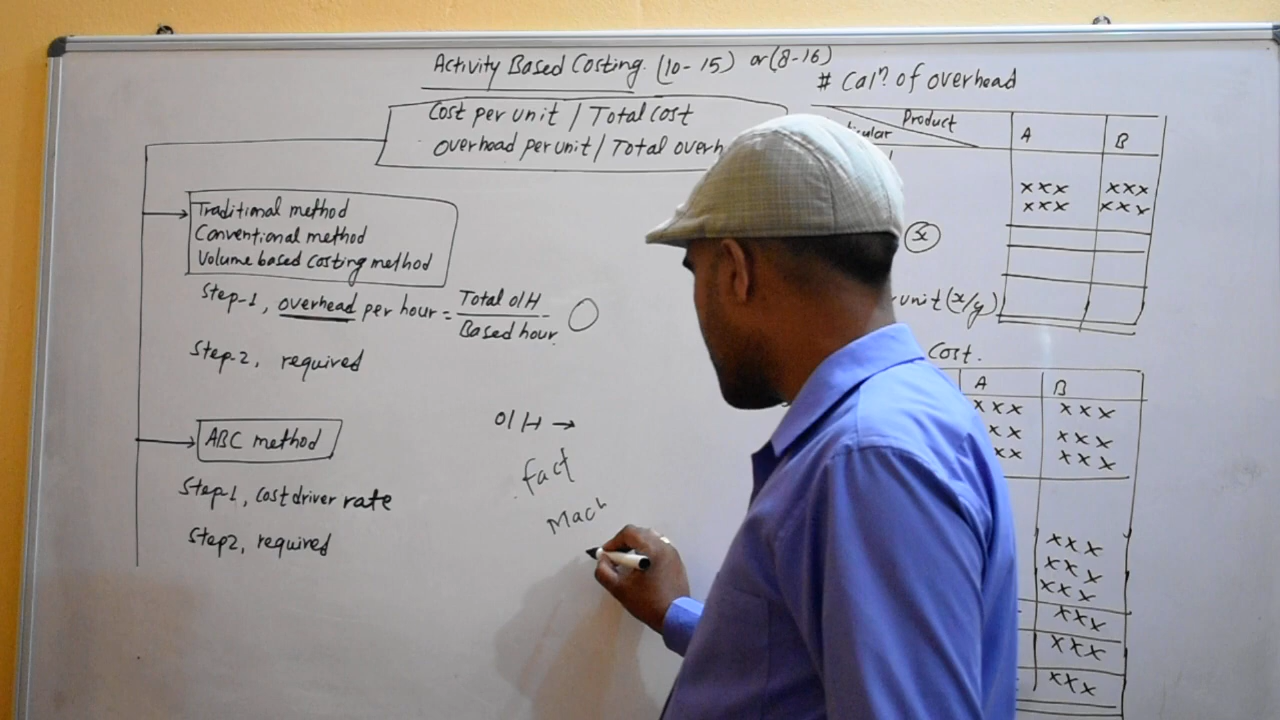 Activity Based Costing. (10-15) or (8-16)
Cost per unit / Total cost
overhead per unit / Total overh
Traditional method
Conventional method
Volume based costing method
Step-1, overhead per hour = Total O/H
Based hour
Step-2, required
ABC method
Step-1, Cost driver rate
Step2, required
O/H →
fact
Mach
# Caln. of overhead
Product
icular
A B
xxx xxx
xxx xxx
x
unit (x/y)
Cost.
A B
xxx xxx
xx xxx
xx xxx
xxx
xxx
xxx
xxx
xxx
xxx